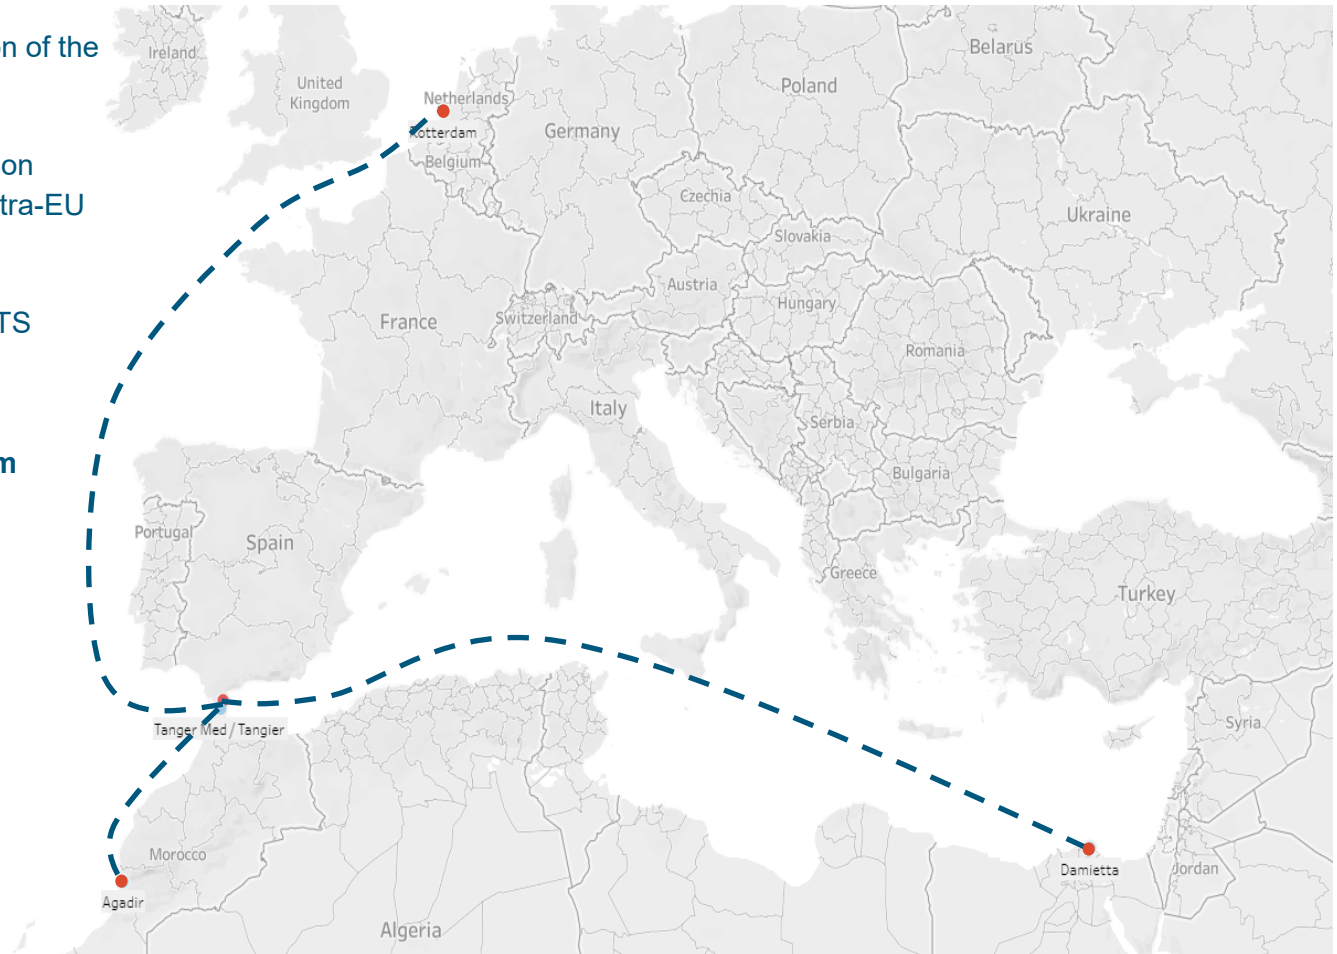 n of the
on
tra-EU
TS
m
Ireland
United
Kingdom
Netherlands
Rotterdam
Belgium
Germany
Poland
Belarus
Czechia
Slovakia
Ukraine
Austria
Hungary
Switzerland
France
Romania
Italy
Serbia
Bulgaria
Portugal
Spain
Greece
Turkey
Tanger Med / Tangier
Syria
Morocco
Agadir
Damietta
Jordan
Algeria